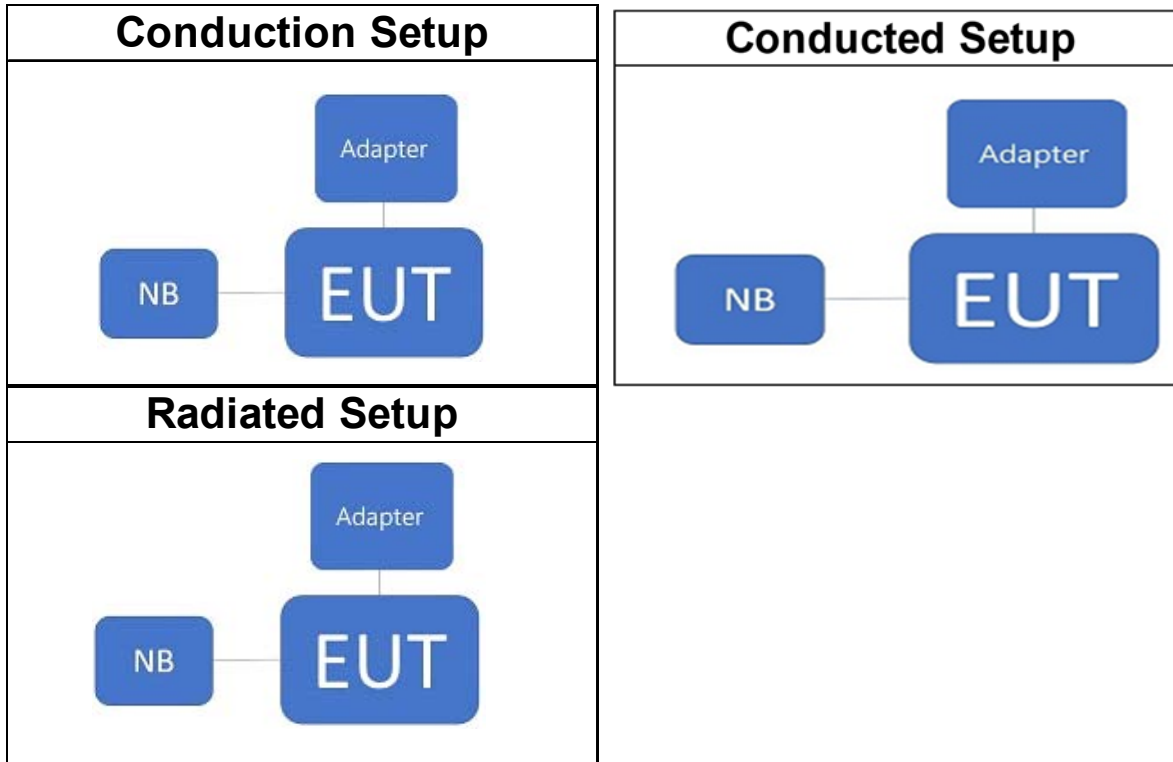 Conduction Setup
Adapter
NB
EUT
Conducted Setup
Adapter
NB
EUT
Radiated Setup
Adapter
NB
EUT